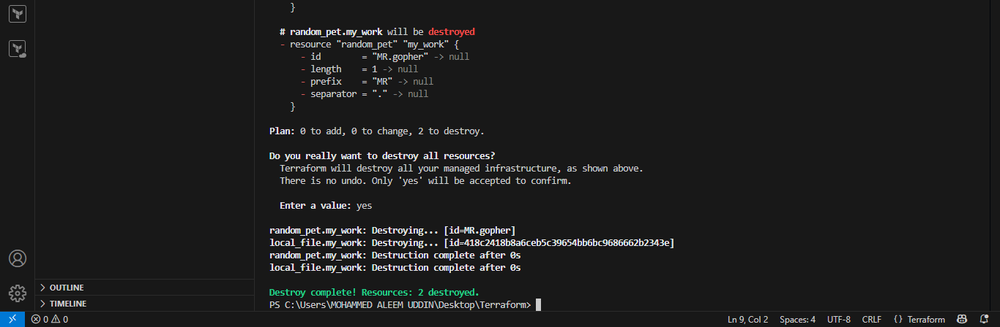 }
# random_pet.my_work will be destroyed
- resource "random_pet" "my_work" {
- id        = "MR.gopher" -> null
- length    = 1 -> null
- prefix    = "MR" -> null
- separator = "." -> null
}
Plan: 0 to add, 0 to change, 2 to destroy.
Do you really want to destroy all resources?
Terraform will destroy all your managed infrastructure, as shown above.
There is no undo. Only 'yes' will be accepted to confirm.
Enter a value: yes
random_pet.my_work: Destroying... [id=MR.gopher]
local_file.my_work: Destroying... [id=418c2418b8a6ceb5c39654bb6bc9686662b2343e]
random_pet.my_work: Destruction complete after 0s
local_file.my_work: Destruction complete after 0s
Destroy complete! Resources: 2 destroyed.
PS C:\Users\MOHAMMED ALEEM UDDIN\Desktop\Terraform>
OUTLINE
TIMELINE
0 0 Ln 9, Col 2 Spaces: 4 UTF-8 CRLF {} Terraform